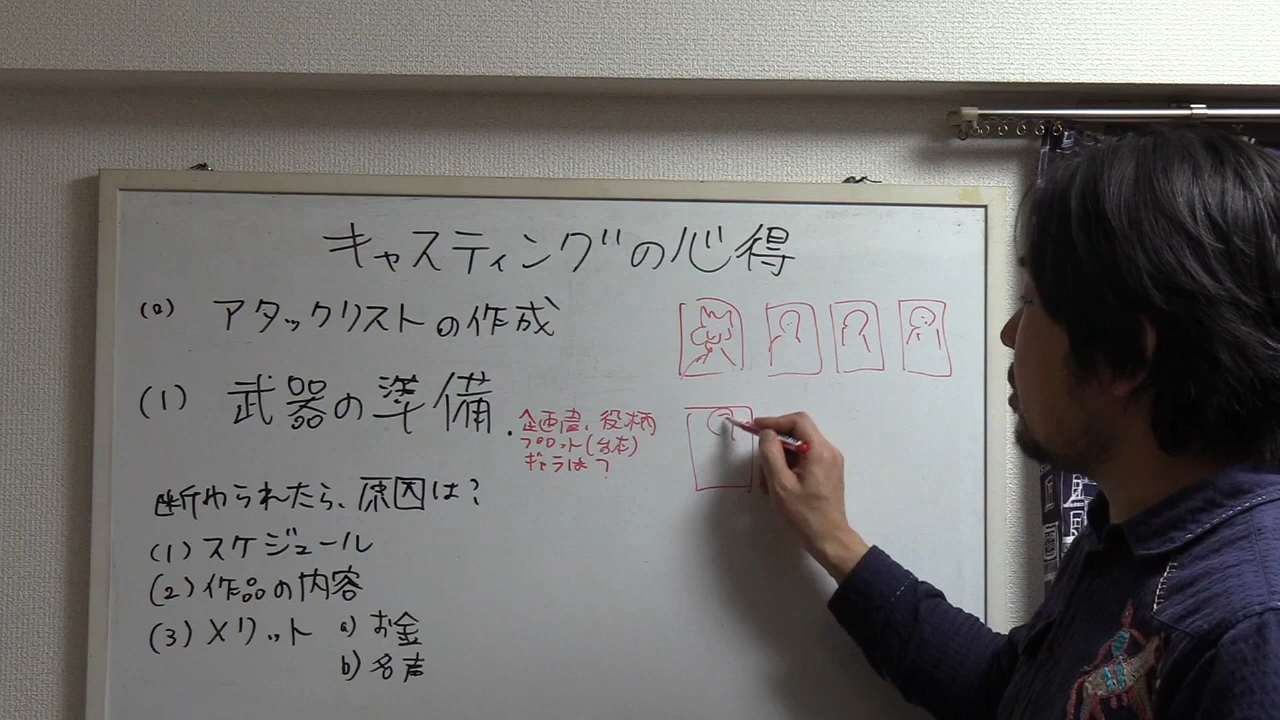 キャスティングの心得
(0) アタックリストの作成
(1) 武器の準備
・企画書、役柄
プロット(台本)
ギャラは?
断わられたら、原因は?
(1) スケジュール
(2) 作品の内容
(3) メリット a) お金
b) 名声